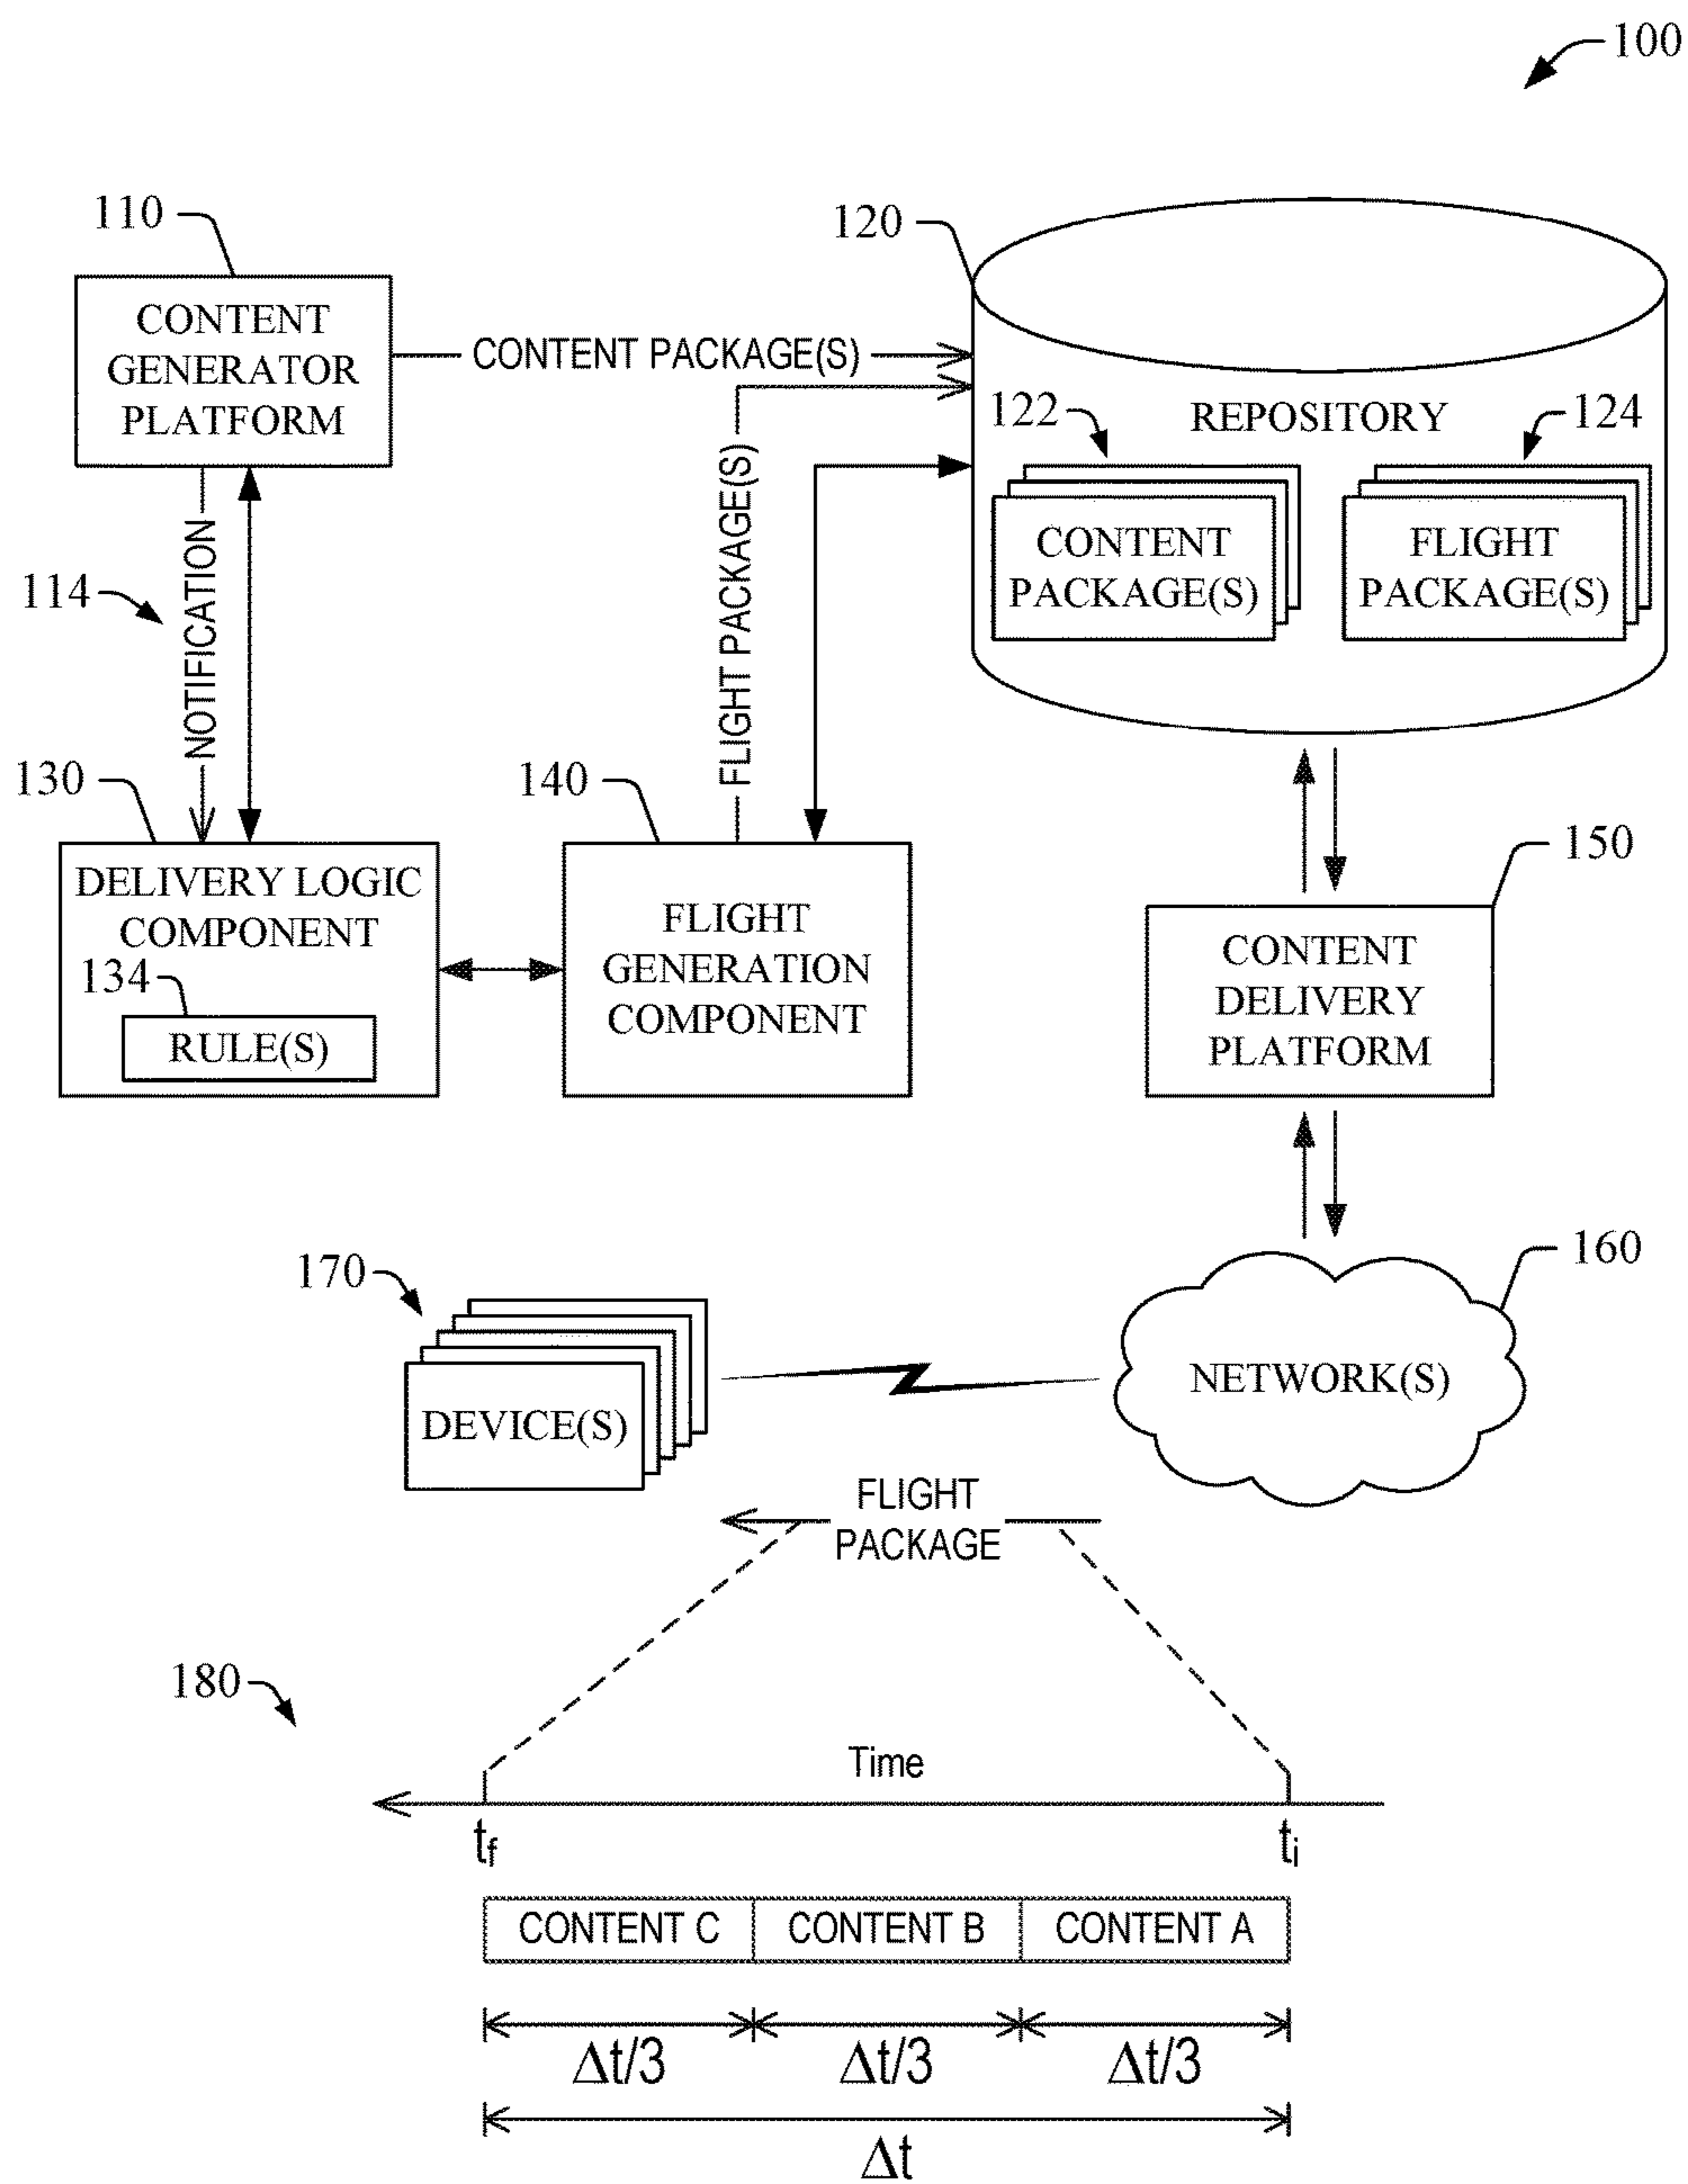 100
110
120
CONTENT
GENERATOR
PLATFORM
CONTENT PACKAGE(S)
122
REPOSITORY
124
CONTENT
PACKAGE(S)
FLIGHT
PACKAGE(S)
114
NOTIFICATION
FLIGHT PACKAGE(S)
130
140
150
DELIVERY LOGIC
COMPONENT
134
RULE(S)
FLIGHT
GENERATION
COMPONENT
CONTENT
DELIVERY
PLATFORM
170
160
DEVICE(S)
NETWORK(S)
FLIGHT
PACKAGE
180
Time
tf ti
CONTENT C CONTENT B CONTENT A
Δt/3 Δt/3 Δt/3
Δt